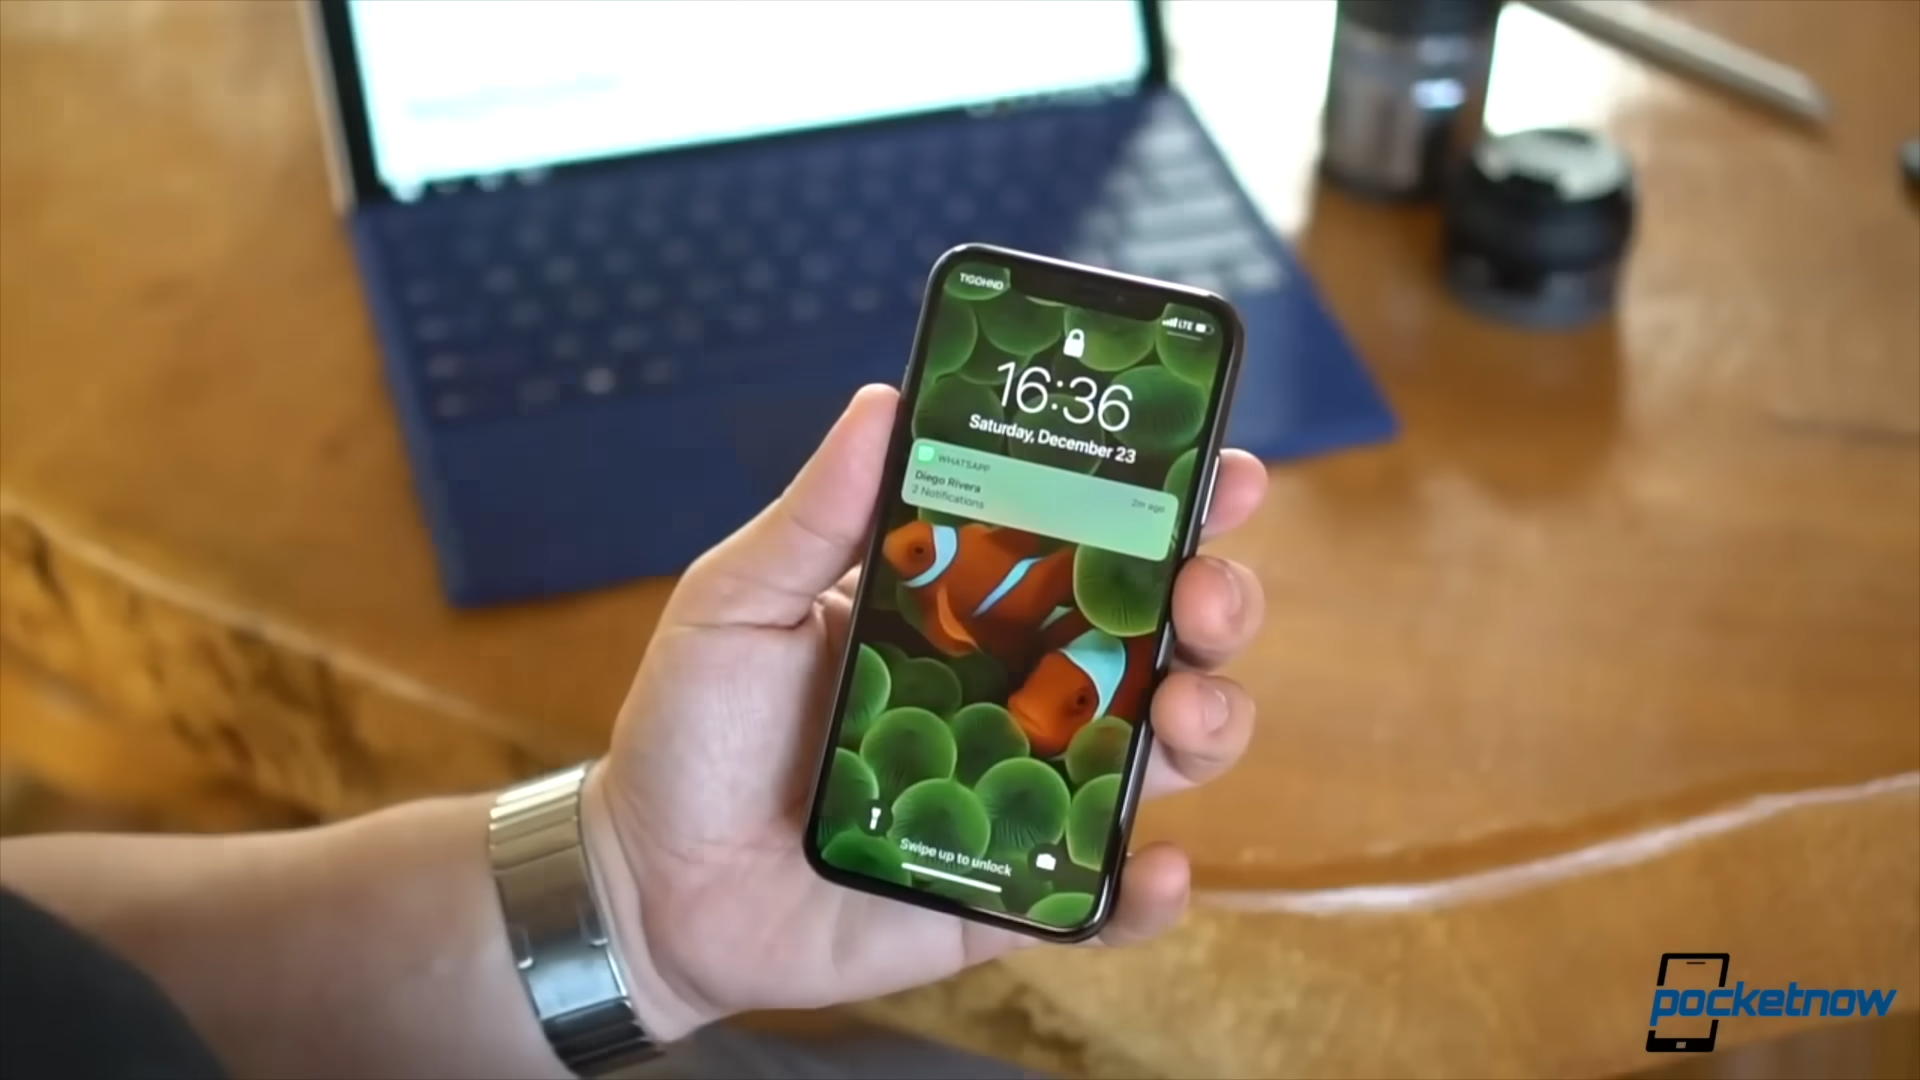 TIGOHND
LTE
16:36
Saturday, December 23
WHATSAPP
2m ago
Diego Rivera
2 Notifications
Swipe up to unlock
pocketnow